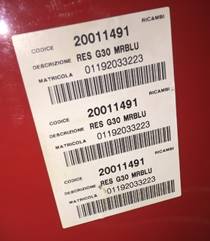 CODICE 20011491 RICAMBI
DESCRIZIONE RES G30 MRBLU
MATRICOLA 01192033223
CODICE 20011491 RICAMBI
DESCRIZIONE RES G30 MRBLU
MATRICOLA 01192033223
CODICE 20011491 RICAMBI
DESCRIZIONE RES G30 MRBLU
MATRICOLA 01192033223